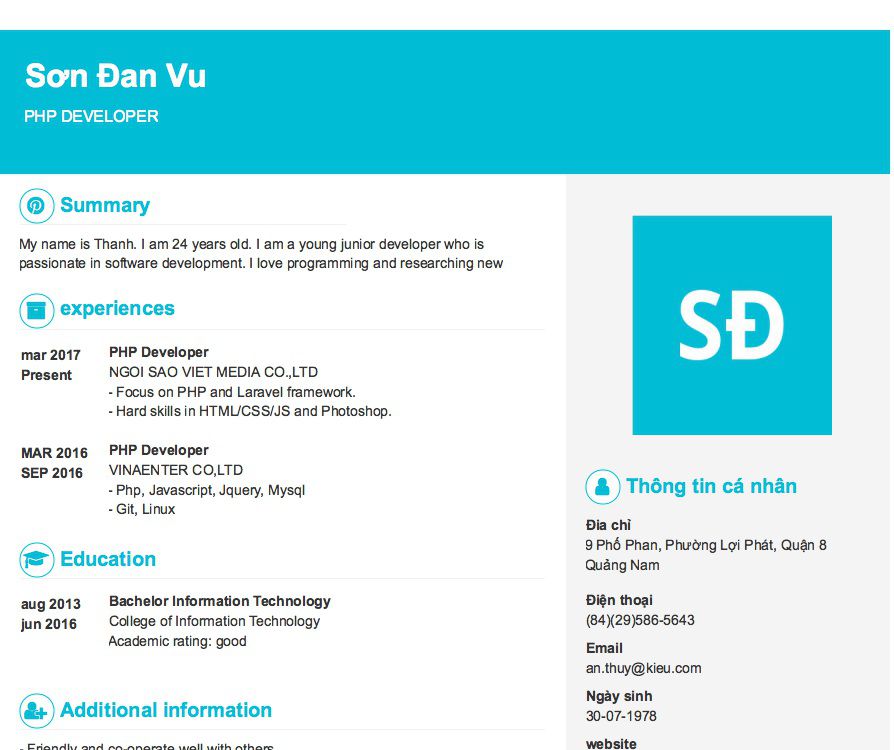 Sơn Đan Vu
PHP DEVELOPER
Summary
My name is Thanh. I am 24 years old. I am a young junior developer who is
passionate in software development. I love programming and researching new
experiences
mar 2017
Present
PHP Developer
NGOI SAO VIET MEDIA CO.,LTD
- Focus on PHP and Laravel framework.
- Hard skills in HTML/CSS/JS and Photoshop.
MAR 2016
SEP 2016
PHP Developer
VINAENTER CO,LTD
- Php, Javascript, Jquery, Mysql
- Git, Linux
Education
aug 2013
jun 2016
Bachelor Information Technology
College of Information Technology
Academic rating: good
Additional information
- Friendly and co-operate well with others
SĐ
Thông tin cá nhân
Địa chỉ
9 Phố Phan, Phường Lợi Phát, Quận 8
Quảng Nam
Điện thoại
(84)(29)586-5643
Email
an.thuy@kieu.com
Ngày sinh
30-07-1978
website